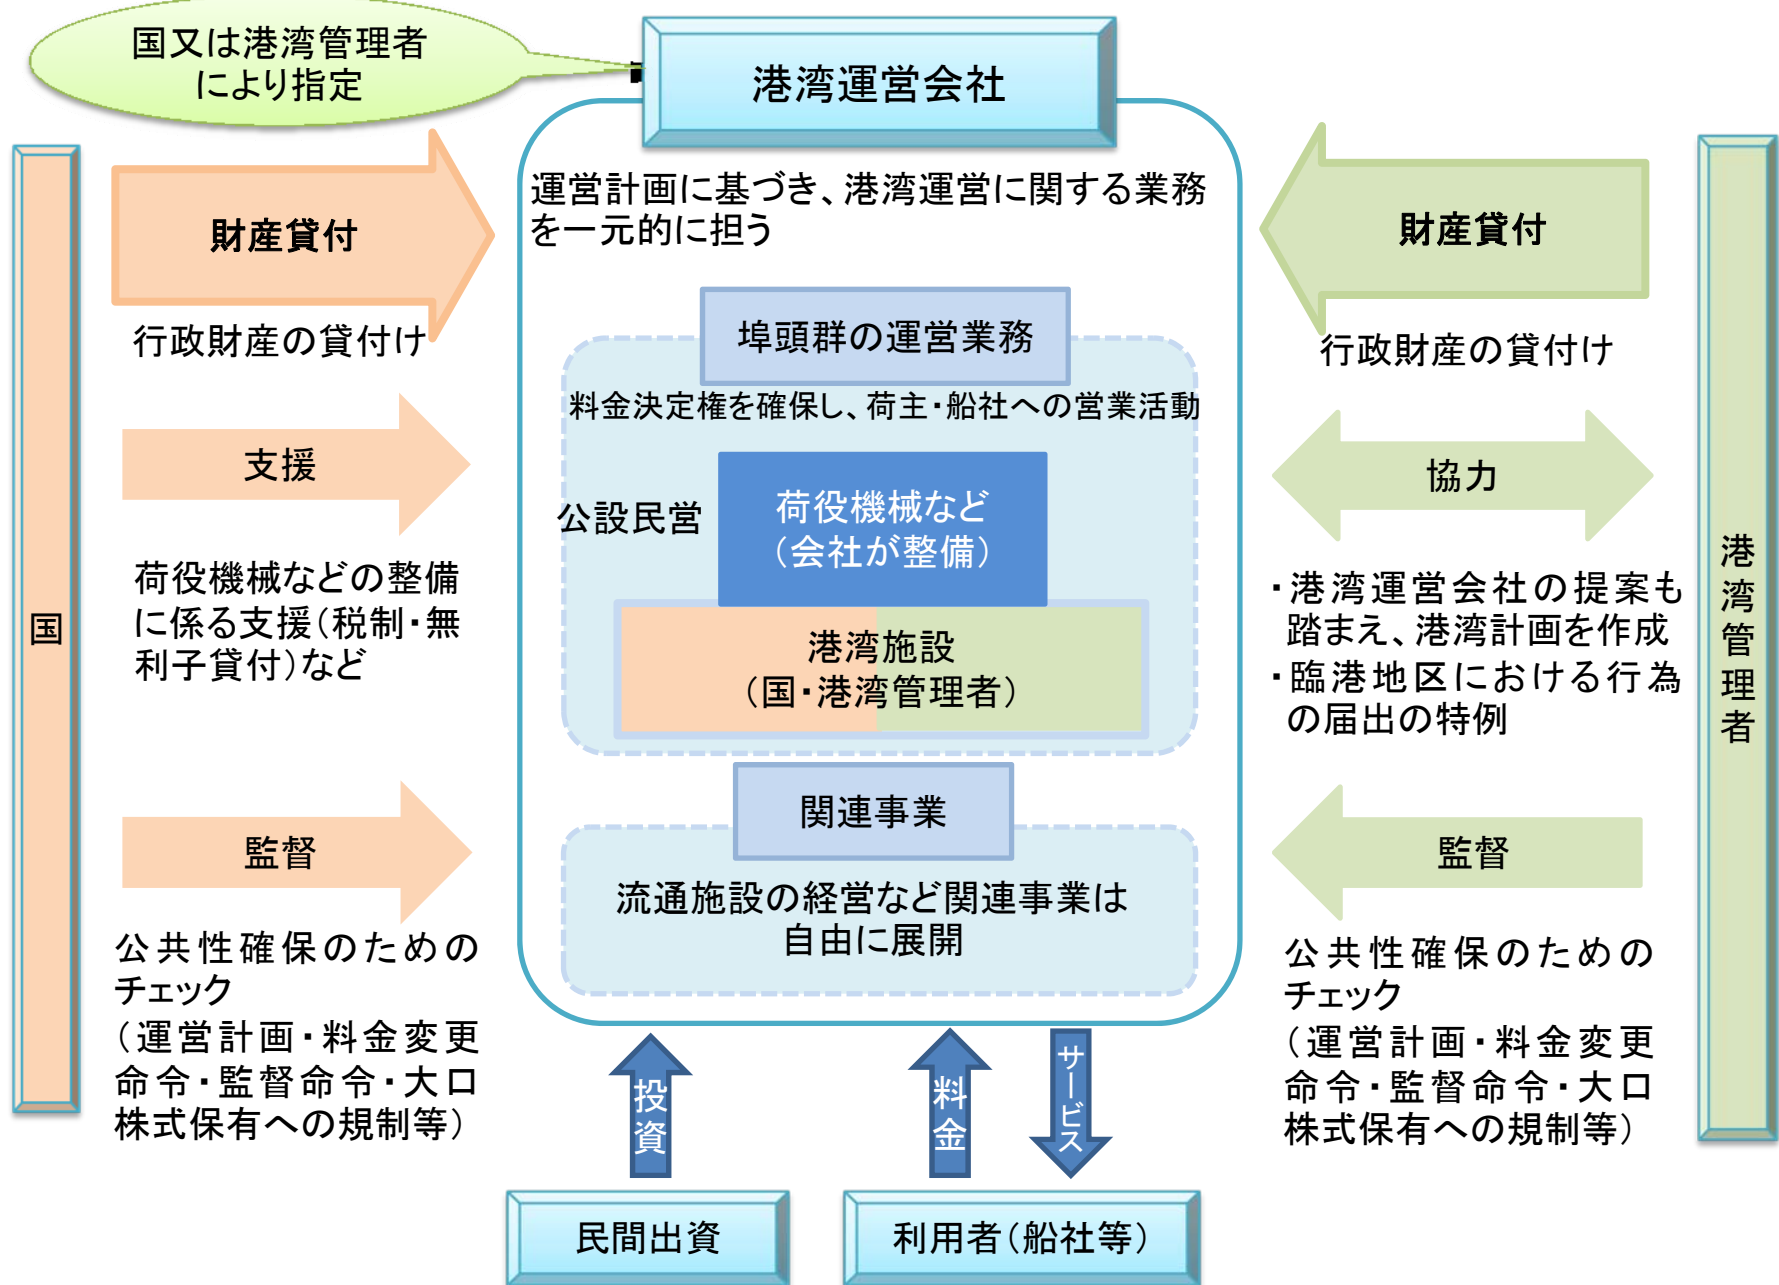 国又は港湾管理者
により指定
港湾運営会社
運営計画に基づき、港湾運営に関する業務
を一元的に担う
国
財産貸付
行政財産の貸付け
支援
荷役機械などの整備
に係る支援(税制・無
利子貸付)など
監督
公共性確保のための
チェック
(運営計画・料金変更
命令・監督命令・大口
株式保有への規制等)
埠頭群の運営業務
料金決定権を確保し、荷主・船社への営業活動
公設民営
荷役機械など
(会社が整備)
港湾施設
(国・港湾管理者)
関連事業
流通施設の経営など関連事業は
自由に展開
財産貸付
行政財産の貸付け
協力
・港湾運営会社の提案も
踏まえ、港湾計画を作成
・臨港地区における行為
の届出の特例
監督
公共性確保のための
チェック
(運営計画・料金変更
命令・監督命令・大口
株式保有への規制等)
港湾管理者
投資
料金
サービス
民間出資
利用者(船社等)